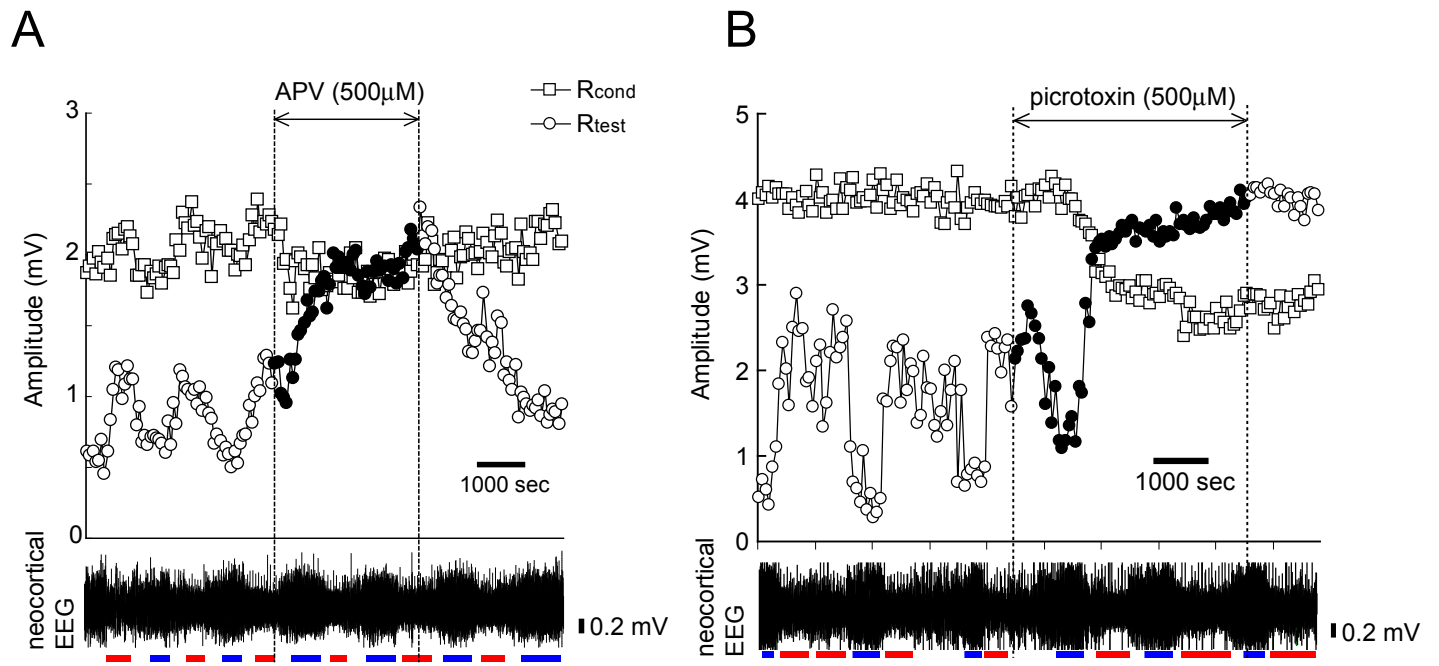 A
APV (500μM)
Rcond
Rtest
3
2
1
0
Amplitude (mV)
1000 sec
neocortical
EEG
0.2 mV
B
picrotoxin (500μM)
5
4
3
2
1
0
Amplitude (mV)
1000 sec
neocortical
EEG
0.2 mV